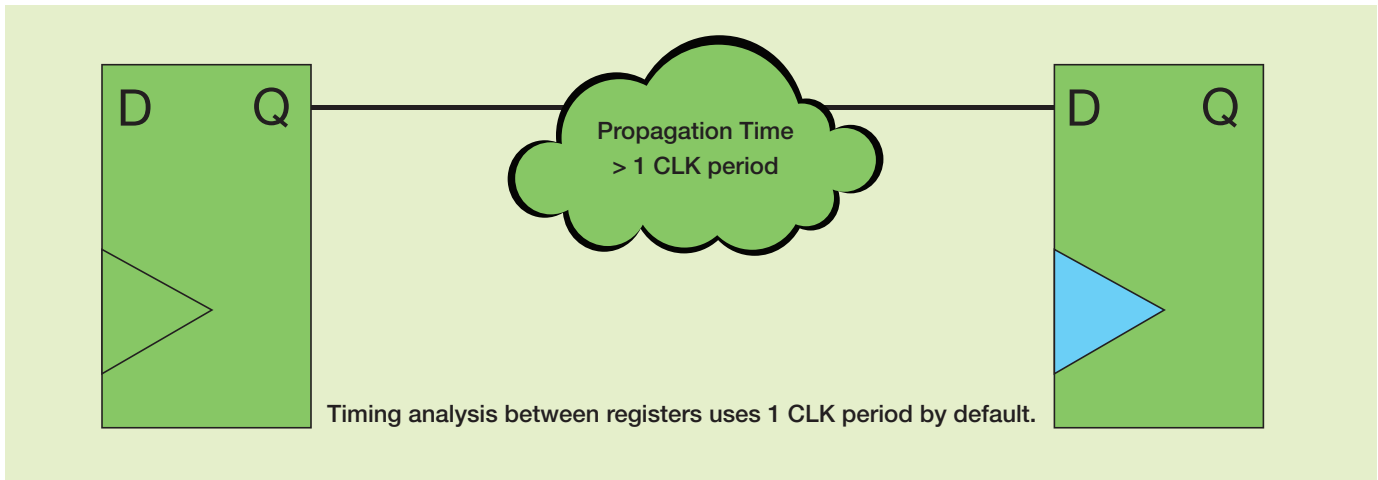 D Q
D Q
Propagation Time
> 1 CLK period
Timing analysis between registers uses 1 CLK period by default.